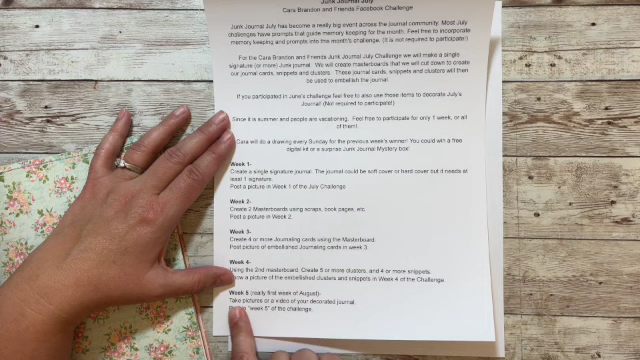 Junk Journal July
Cara Brandon and Friends Facebook Challenge
Junk Journal July has become a really big event across the journal community. Most July
challenges have prompts that guide memory keeping for the month. Feel free to incorporate
memory keeping and prompts into the month's challenge. (It is not required to participate!)
For the Cara Brandon and Friends Junk Journal July Challenge we will make a single
signature (or more) June journal. We will create masterboards that we will cut down to create
our journal cards, snippets and clusters. These journal cards, snippets and clusters will then
be used to embellish the journal.
If you participated in June's challenge feel free to also use those items to decorate July's
Journal! (Not required to participate!)
Since it is summer and people are vacationing. Feel free to participate for only 1 week, or all
of them.
Cara will do a drawing every Sunday for the previous week's winner! You could win a free
digital kit or a surprise Junk Journal Mystery box!
Week 1-
Create a single signature journal. The journal could be soft cover or hard cover but it needs
at least 1 signature.
Post a picture in Week 1 of the July Challenge
Week 2-
Create 2 Masterboards using scraps, book pages, etc.
Post a picture in Week 2.
Week 3-
Create 4 or more Journaling cards using the Masterboard.
Post picture of embellished Journaling cards in week 3
Week 4-
Using the 2nd masterboard, Create 5 or more clusters, and 4 or more snippets.
a picture of the embellished clusters and snippets in Week 4 of the Challenge.
Week 5 (really first week of August)-
Take pictures or a video of your decorated journal.
"week 5" of the challenge.